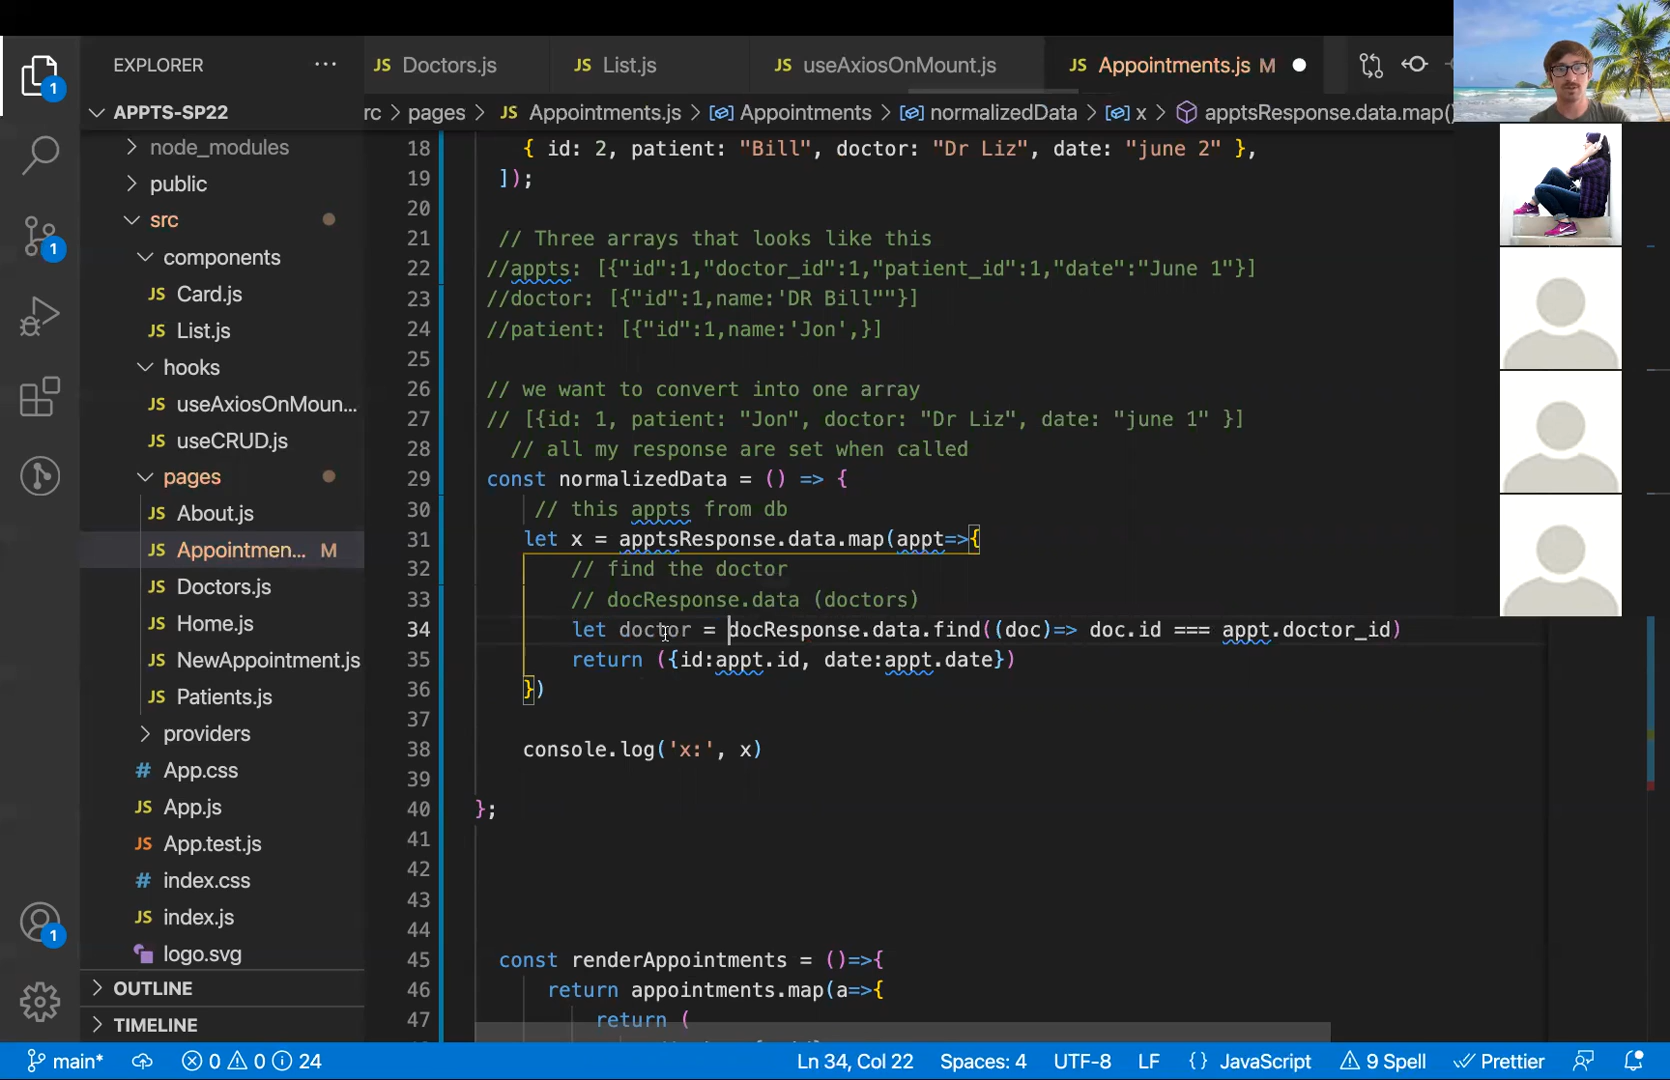 EXPLORER ···
JS Doctors.js
JS List.js
JS useAxiosOnMount.js
JS Appointments.js M
APPTS-SP22
rc > pages > JS Appointments.js > Appointments > normalizedData > x > apptsResponse.data.map()
node_modules
public
src
components
JS Card.js
JS List.js
hooks
JS useAxiosOnMoun...
JS useCRUD.js
pages
JS About.js
JS Appointmen... M
JS Doctors.js
JS Home.js
JS NewAppointment.js
JS Patients.js
providers
# App.css
JS App.js
JS App.test.js
# index.css
JS index.js
logo.svg
OUTLINE
TIMELINE
1
1
1
18 { id: 2, patient: "Bill", doctor: "Dr Liz", date: "june 2" },
19 ]);
20
21 // Three arrays that looks like this
22 //appts: [{"id":1,"doctor_id":1,"patient_id":1,"date":"June 1"}]
23 //doctor: [{"id":1,name:'DR Bill""}]
24 //patient: [{"id":1,name:'Jon',}]
25
26 // we want to convert into one array
27 // [{id: 1, patient: "Jon", doctor: "Dr Liz", date: "june 1" }]
28 // all my response are set when called
29 const normalizedData = () => {
30 // this appts from db
31 let x = apptsResponse.data.map(appt=>{
32 // find the doctor
33 // docResponse.data (doctors)
34 let doctor = docResponse.data.find((doc)=> doc.id === appt.doctor_id)
35 return ({id:appt.id, date:appt.date})
36 })
37
38 console.log('x:', x)
39
40 };
41
42
43
44
45 const renderAppointments = ()=>{
46 return appointments.map(a=>{
47 return (
main* 0 0 24 Ln 34, Col 22 Spaces: 4 UTF-8 LF {} JavaScript 9 Spell Prettier